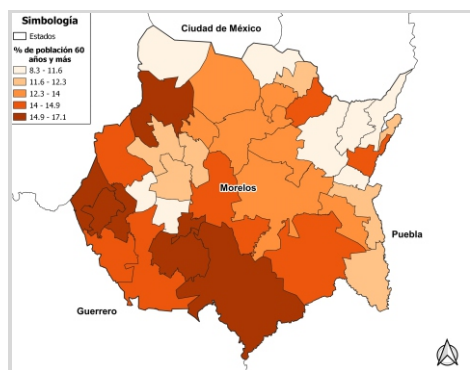 Simbología
Estados
% de población 60
años y más
8.3 - 11.6
11.6 - 12.3
12.3 - 14
14 - 14.9
14.9 - 17.1
Ciudad de México
Morelos
Puebla
Guerrero